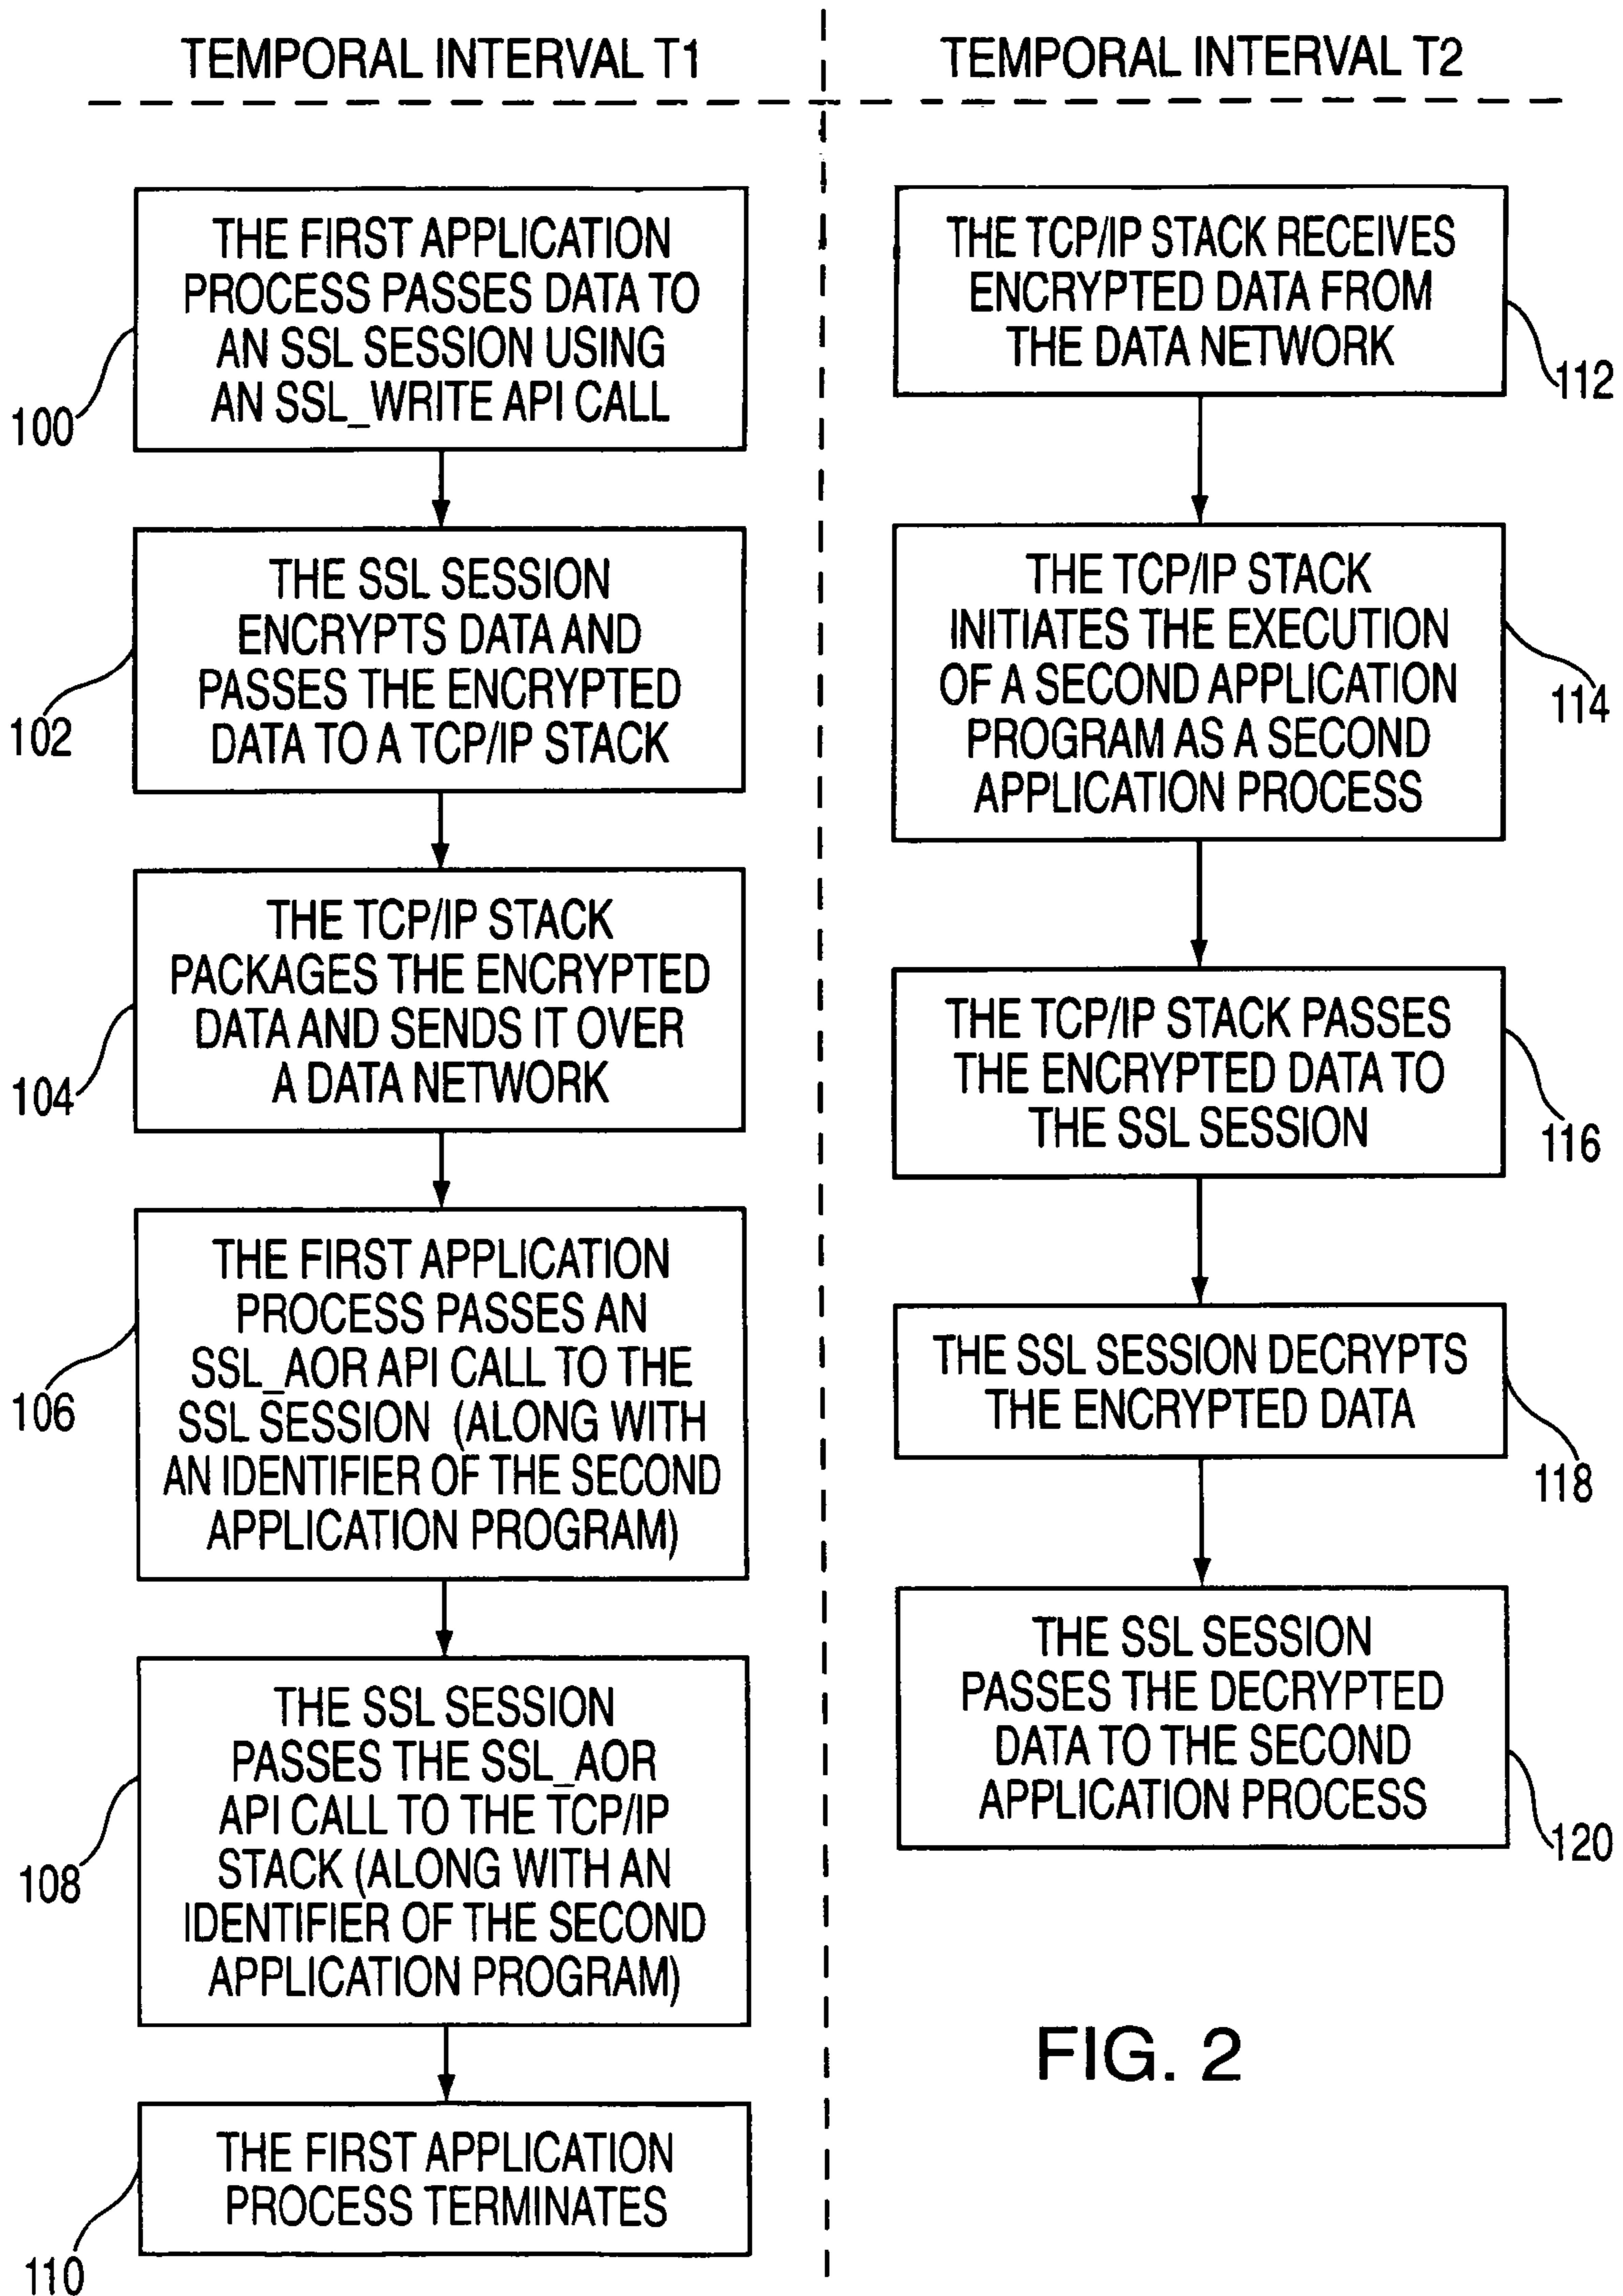 TEMPORAL INTERVAL T1
THE FIRST APPLICATION
PROCESS PASSES DATA TO
AN SSL SESSION USING
AN SSL_WRITE API CALL
100
THE SSL SESSION
ENCRYPTS DATA AND
PASSES THE ENCRYPTED
DATA TO A TCP/IP STACK
102
THE TCP/IP STACK
PACKAGES THE ENCRYPTED
DATA AND SENDS IT OVER
A DATA NETWORK
104
THE FIRST APPLICATION
PROCESS PASSES AN
SSL_AOR API CALL TO THE
SSL SESSION (ALONG WITH
AN IDENTIFIER OF THE SECOND
APPLICATION PROGRAM)
106
THE SSL SESSION
PASSES THE SSL_AOR
API CALL TO THE TCP/IP
STACK (ALONG WITH AN
IDENTIFIER OF THE SECOND
APPLICATION PROGRAM)
108
THE FIRST APPLICATION
PROCESS TERMINATES
110
TEMPORAL INTERVAL T2
THE TCP/IP STACK RECEIVES
ENCRYPTED DATA FROM
THE DATA NETWORK
112
THE TCP/IP STACK
INITIATES THE EXECUTION
OF A SECOND APPLICATION
PROGRAM AS A SECOND
APPLICATION PROCESS
114
THE TCP/IP STACK PASSES
THE ENCRYPTED DATA TO
THE SSL SESSION
116
THE SSL SESSION DECRYPTS
THE ENCRYPTED DATA
118
THE SSL SESSION
PASSES THE DECRYPTED
DATA TO THE SECOND
APPLICATION PROCESS
120
FIG. 2